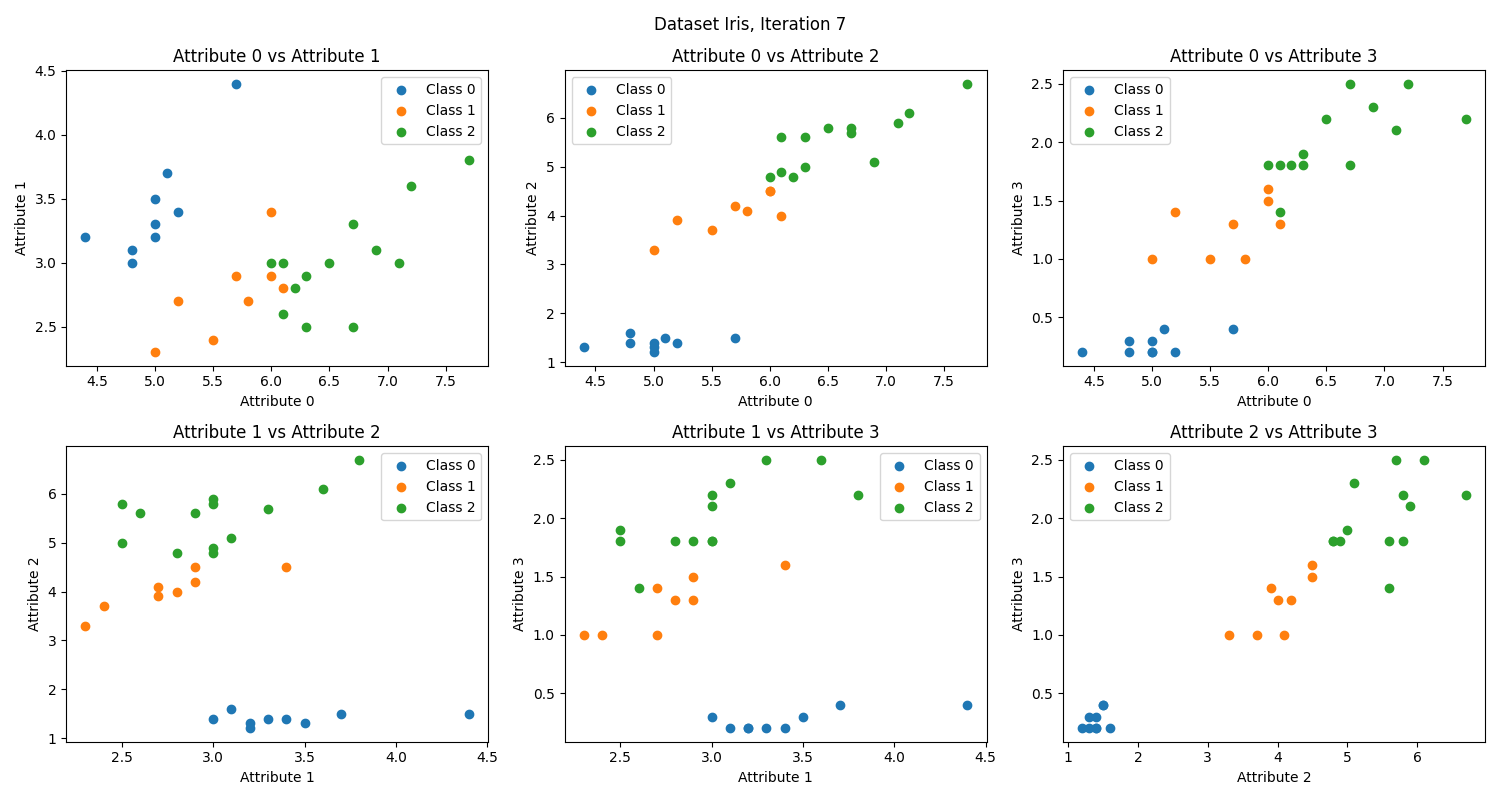 Dataset Iris, Iteration 7
Attribute 0 vs Attribute 1
4.5
4.0
3.5
3.0
2.5
Attribute 1
Class 0
Class 1
Class 2
4.5 5.0 5.5 6.0 6.5 7.0 7.5
Attribute 0
Attribute 0 vs Attribute 2
6
5
4
3
2
1
Attribute 2
Class 0
Class 1
Class 2
4.5 5.0 5.5 6.0 6.5 7.0 7.5
Attribute 0
Attribute 0 vs Attribute 3
2.5
2.0
1.5
1.0
0.5
Attribute 3
Class 0
Class 1
Class 2
4.5 5.0 5.5 6.0 6.5 7.0 7.5
Attribute 0
Attribute 1 vs Attribute 2
6
5
4
3
2
1
Attribute 2
Class 0
Class 1
Class 2
2.5 3.0 3.5 4.0 4.5
Attribute 1
Attribute 1 vs Attribute 3
2.5
2.0
1.5
1.0
0.5
Attribute 3
Class 0
Class 1
Class 2
2.5 3.0 3.5 4.0 4.5
Attribute 1
Attribute 2 vs Attribute 3
2.5
2.0
1.5
1.0
0.5
Attribute 3
Class 0
Class 1
Class 2
1 2 3 4 5 6
Attribute 2